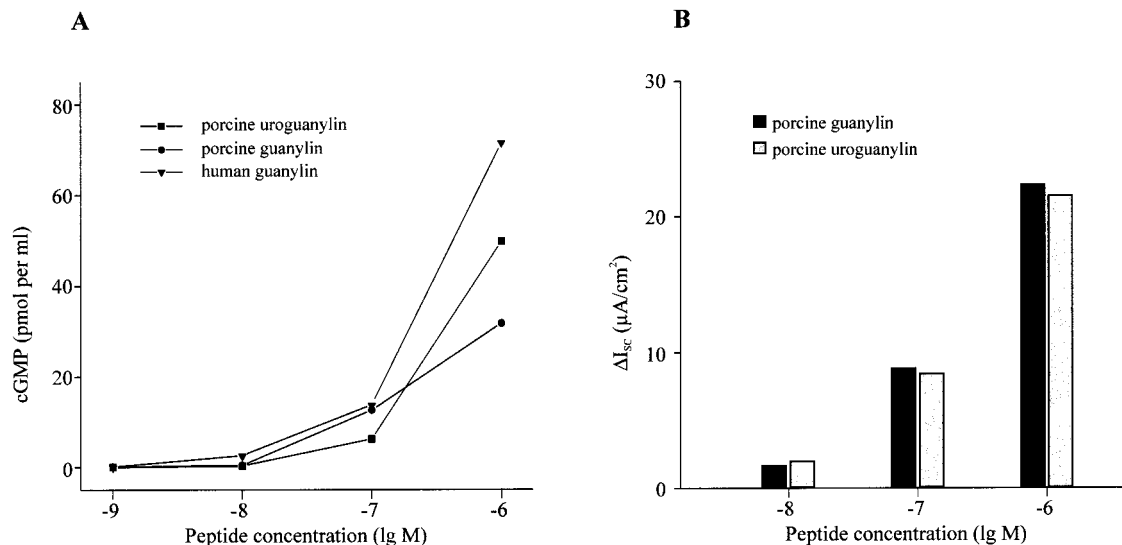 A
80
60
40
20
0
cGMP (pmol per ml)
porcine uroguanylin
porcine guanylin
human guanylin
-9 -8 -7 -6
Peptide concentration (lg M)
B
30
20
10
0
ΔI_SC (µA/cm²)
porcine guanylin
porcine uroguanylin
-8 -7 -6
Peptide concentration (lg M)